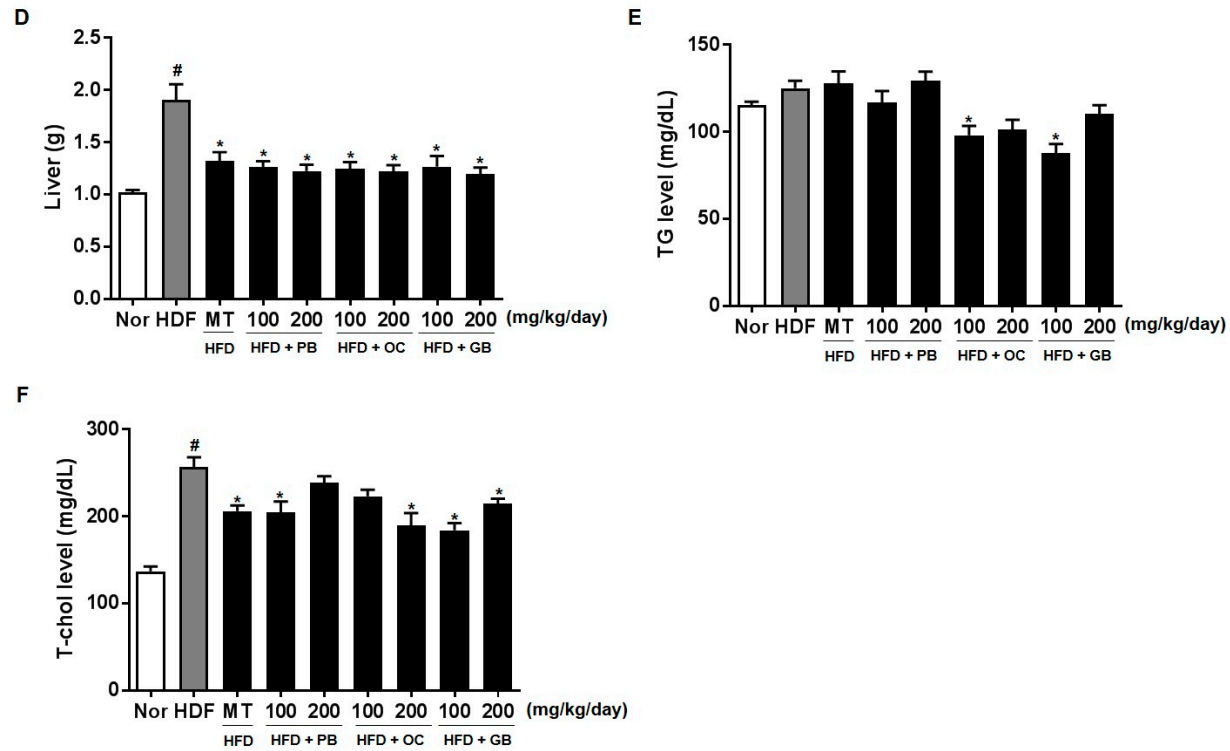 D
Liver (g)
2.5
2.0
1.5
1.0
0.5
0.0
#
* * * * * * *
Nor HDF MT 100 200 100 200 100 200 (mg/kg/day)
HFD HFD + PB HFD + OC HFD + GB
E
TG level (mg/dL)
150
100
50
0
* *
Nor HDF MT 100 200 100 200 100 200 (mg/kg/day)
HFD HFD + PB HFD + OC HFD + GB
F
T-chol level (mg/dL)
300
200
100
0
#
* * * * *
Nor HDF MT 100 200 100 200 100 200 (mg/kg/day)
HFD HFD + PB HFD + OC HFD + GB